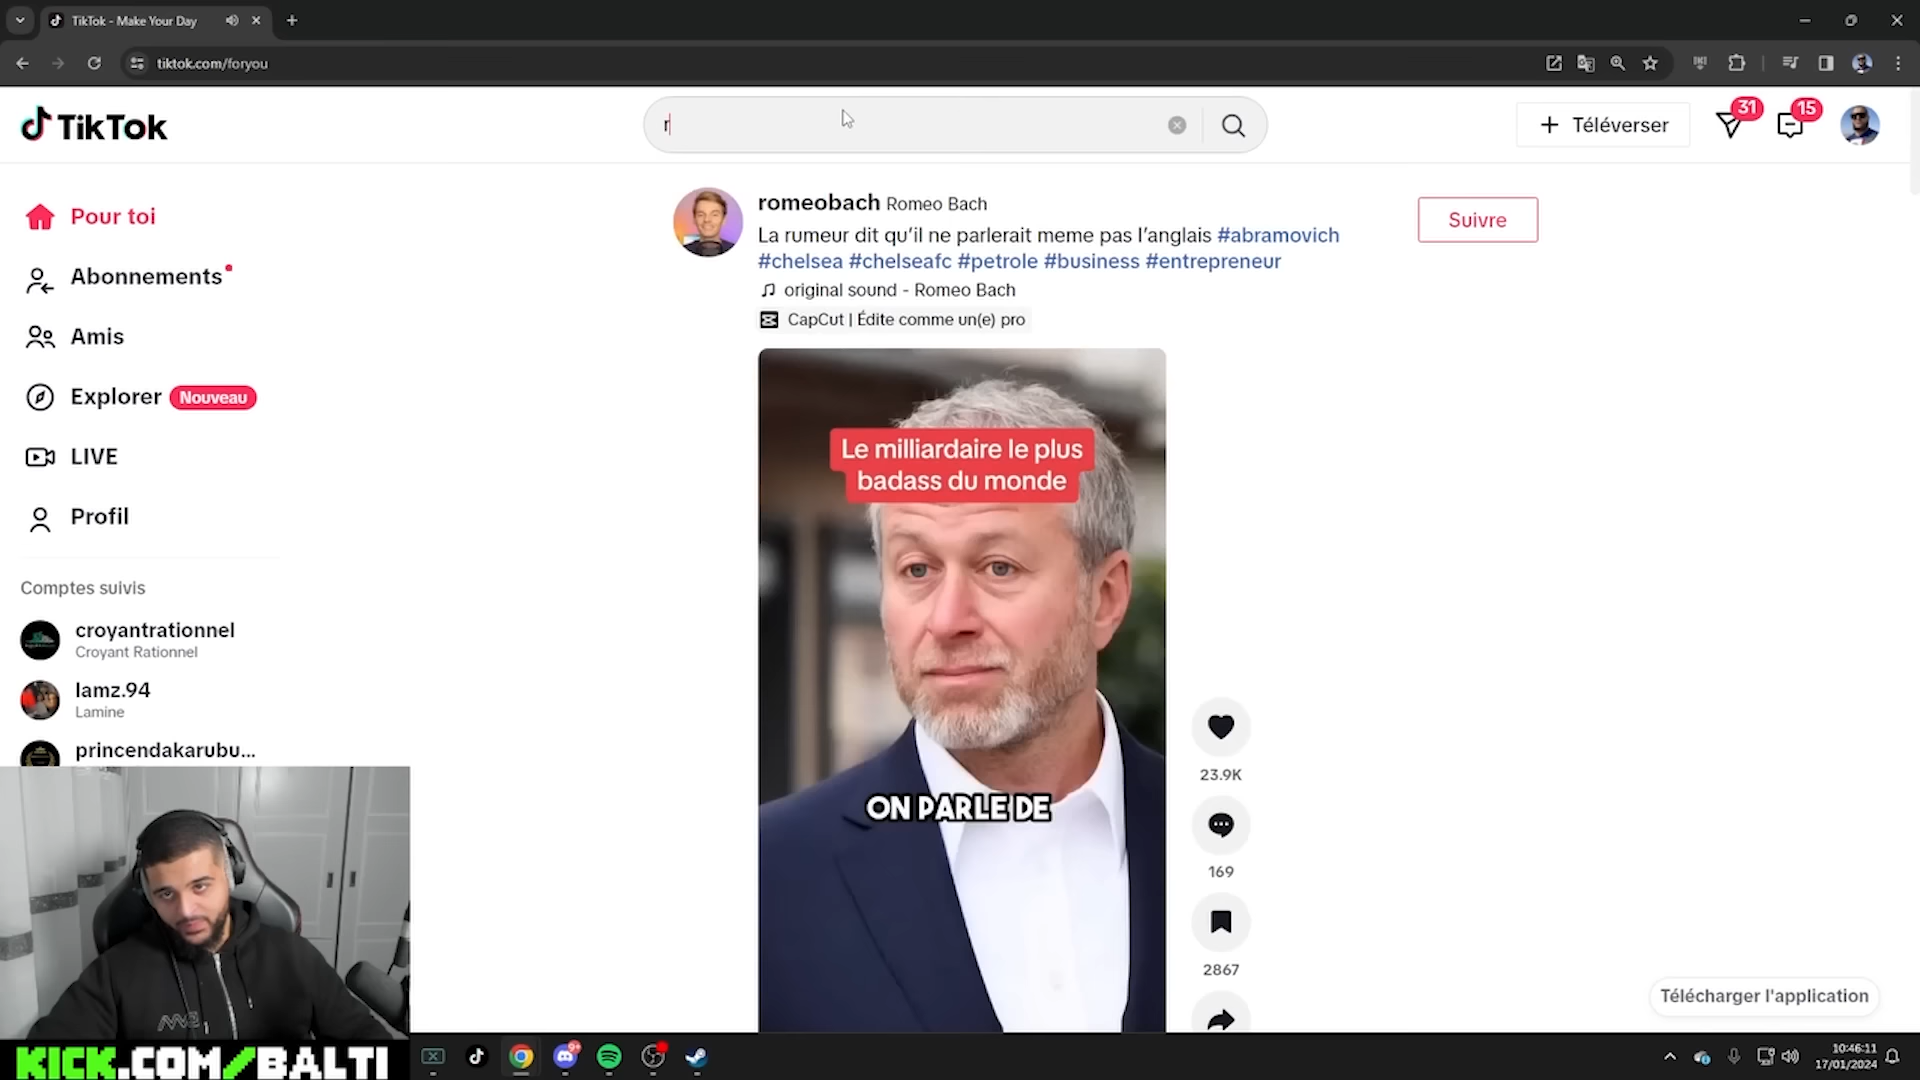 TikTok - Make Your Day
tiktok.com/foryou
TikTok
r
Téléverser
31
15
Pour toi
Abonnements
Amis
Explorer Nouveau
LIVE
Profil
Comptes suivis
croyantrationnel
Croyant Rationnel
lamz.94
Lamine
princendakarubu...
romeobach Romeo Bach
La rumeur dit qu'il ne parlerait meme pas l'anglais #abramovich
#chelsea #chelseafc #petrole #business #entrepreneur
original sound - Romeo Bach
CapCut | Édite comme un(e) pro
Suivre
Le milliardaire le plus
badass du monde
ON PARLE DE
23.9K
169
2867
Télécharger l'application
KICK.COM/BALTI
9+
10:46:11
17/01/2024